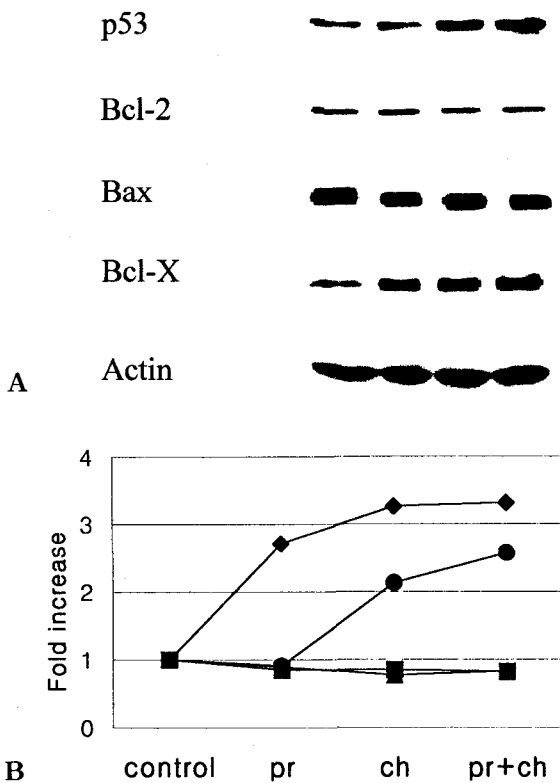 p53
Bcl-2
Bax
Bcl-X
A Actin
4
3
2
1
0
Fold increase
B control pr ch pr+ch